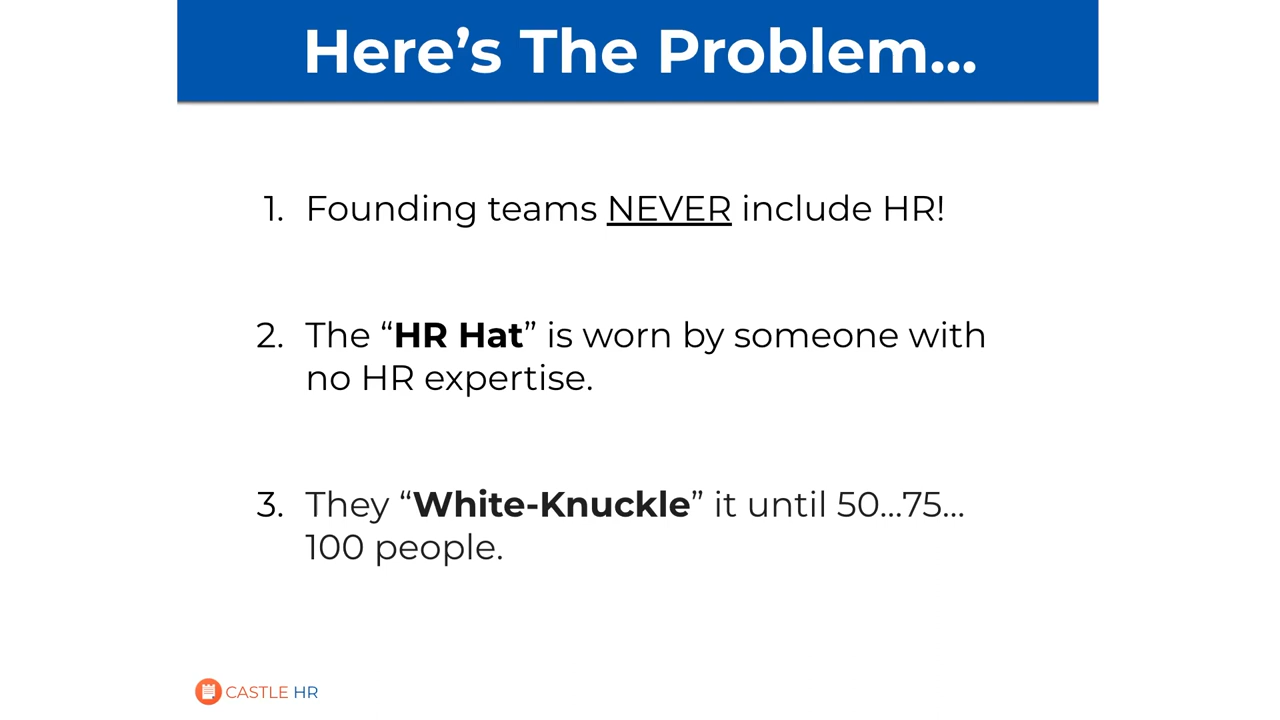 Here’s The Problem...
1. Founding teams NEVER include HR!
2. The “HR Hat” is worn by someone with
no HR expertise.
3. They “White-Knuckle” it until 50...75...
100 people.
CASTLE HR